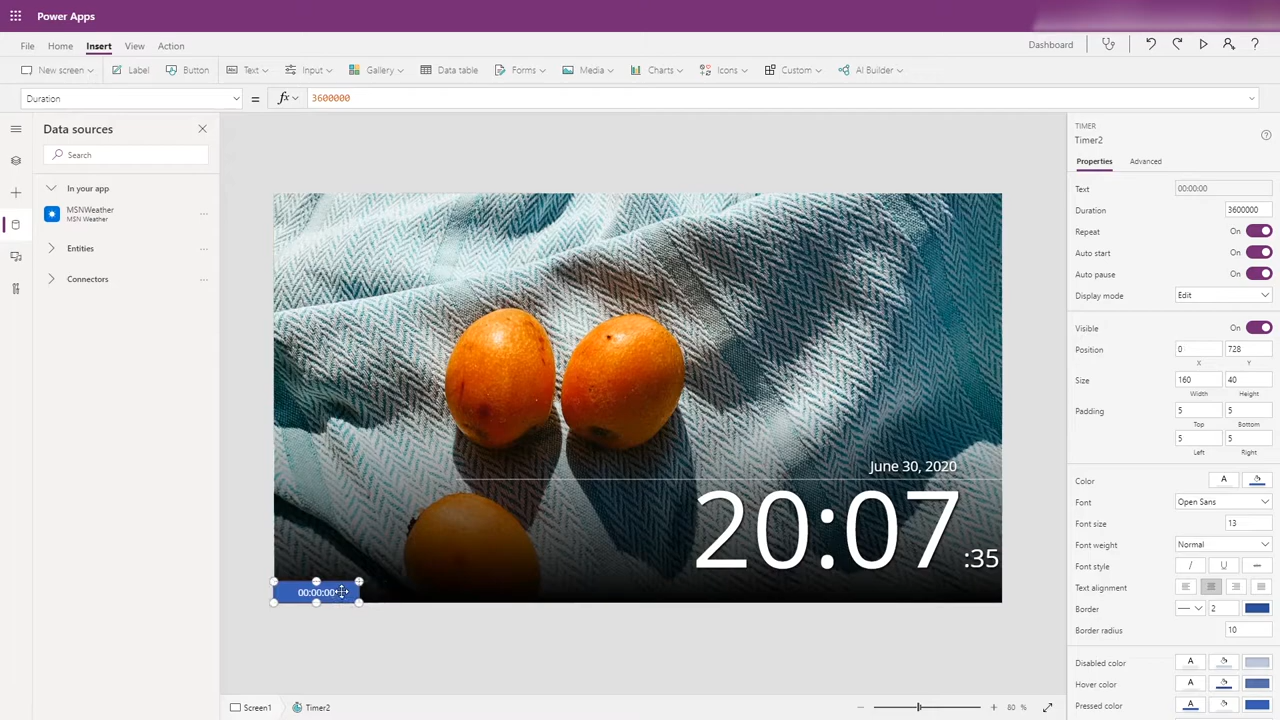 Power Apps
File Home Insert View Action Dashboard
New screen Label Button Text Input Gallery Data table Forms Media Charts Icons Custom AI Builder
Duration = fx 3600000
Data sources
Search
In your app
MSNWeather
MSN Weather
Entities
Connectors
June 30, 2020
20:07
:35
00:00:00
Screen1 Timer2
80 %
TIMER
Timer2
Properties Advanced
Text 00:00:00
Duration 3600000
Repeat On
Auto start On
Auto pause On
Display mode Edit
Visible On
Position 0 728
X Y
Size 160 40
Width Height
Padding 5 5
Top Bottom
5 5
Left Right
Color A
Font Open Sans
Font size 13
Font weight Normal
Font style / U
Text alignment
Border 2
Border radius 10
Disabled color A
Hover color A
Pressed color A